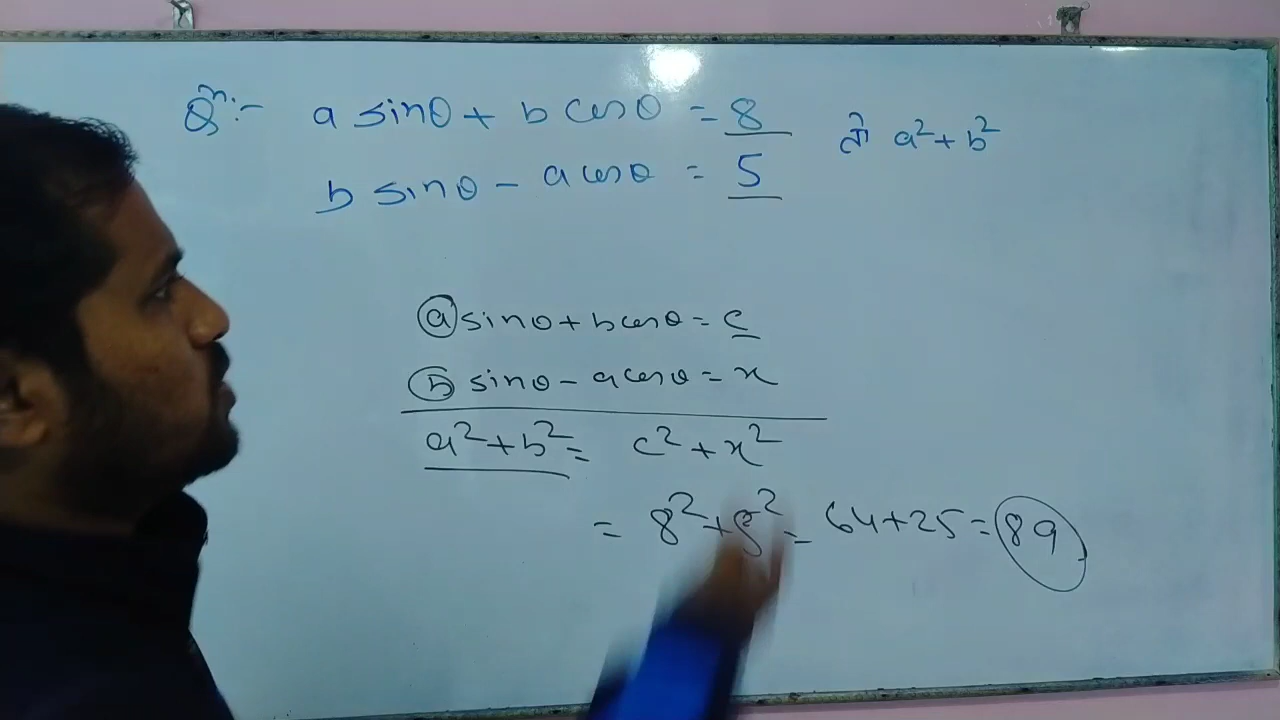 Qⁿ:- a sinθ + b cosθ = 8 तो a² + b²
b sinθ - a cosθ = 5
a sinθ + b cosθ = c
b sinθ - a cosθ = x
a² + b² = c² + x²
= 8² + 5² = 64 + 25 = 89